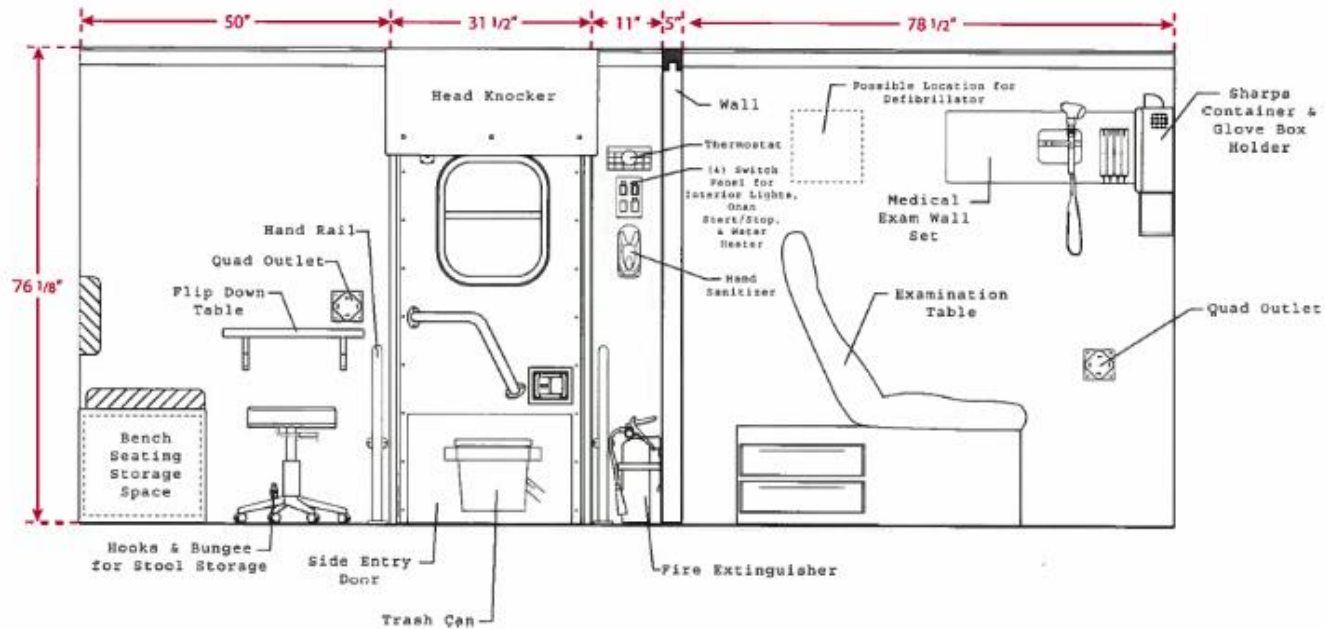 50"
31 1/2"
11"
5"
78 1/2"
76 1/8"
Head Knocker
Wall
Possible Location for
Defibrillator
Sharps
Container &
Glove Box
Holder
Thermostat
(4) Switch
Panel for
Interior Lights,
Onan
Start/Stop,
& Water
Heater
Medical
Exam Wall
Set
Hand Rail
Quad Outlet
Flip Down
Table
Hand
Sanitizer
Examination
Table
Quad Outlet
Bench
Seating
Storage
Space
Hooks & Bungee
for Stool Storage
Side Entry
Door
Trash Can
Fire Extinguisher